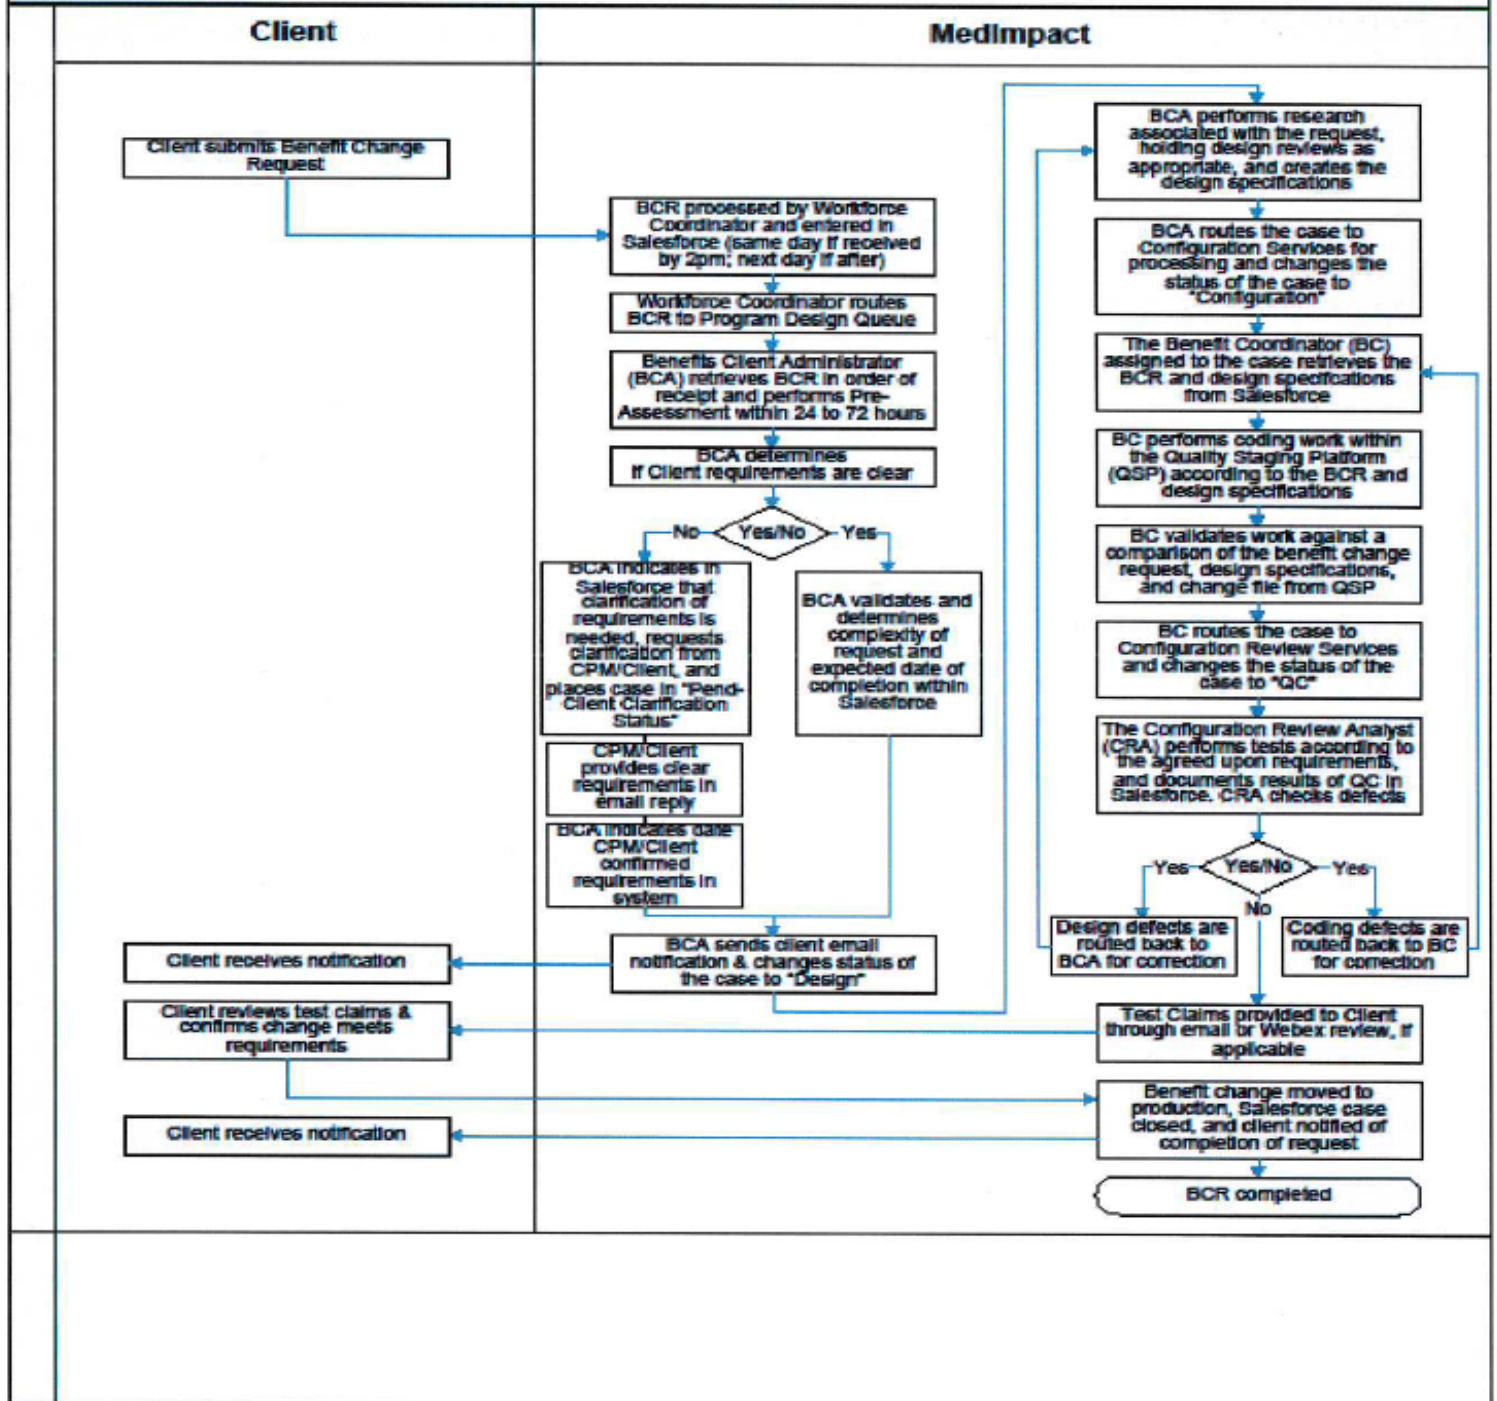 Client
MedImpact
Client submits Benefit Change
Request
BCR processed by Workforce
Coordinator and entered in
Salesforce (same day if received
by 2pm; next day if after)
Workforce Coordinator routes
BCR to Program Design Queue
Benefits Client Administrator
(BCA) retrieves BCR in order of
receipt and performs Pre-
Assessment within 24 to 72 hours
BCA determines
if Client requirements are clear
No
Yes/No
Yes
BCA indicates in
Salesforce that
clarification of
requirements is
needed, requests
clarification from
CPM/Client, and
places case in "Pend-
Client Clarification
Status"
BCA validates and
determines
complexity of
request and
expected date of
completion within
Salesforce
CPM/Client
provides clear
requirements in
email reply
BCA indicates date
CPM/Client
confirmed
requirements in
system
BCA sends client email
notification & changes status of
the case to "Design"
Client receives notification
BCA performs research
associated with the request,
holding design reviews as
appropriate, and creates the
design specifications
BCA routes the case to
Configuration Services for
processing and changes the
status of the case to
"Configuration"
The Benefit Coordinator (BC)
assigned to the case retrieves the
BCR and design specifications
from Salesforce
BC performs coding work within
the Quality Staging Platform
(QSP) according to the BCR and
design specifications
BC validates work against a
comparison of the benefit change
request, design specifications,
and change file from QSP
BC routes the case to
Configuration Review Services
and changes the status of the
case to "QC"
The Configuration Review Analyst
(CRA) performs tests according to
the agreed upon requirements,
and documents results of QC in
Salesforce. CRA checks defects
Yes
Yes/No
Yes
No
Design defects are
routed back to
BCA for correction
Coding defects are
routed back to BC
for correction
Test Claims provided to Client
through email or Webex review, if
applicable
Client reviews test claims &
confirms change meets
requirements
Benefit change moved to
production, Salesforce case
closed, and client notified of
completion of request
Client receives notification
BCR completed